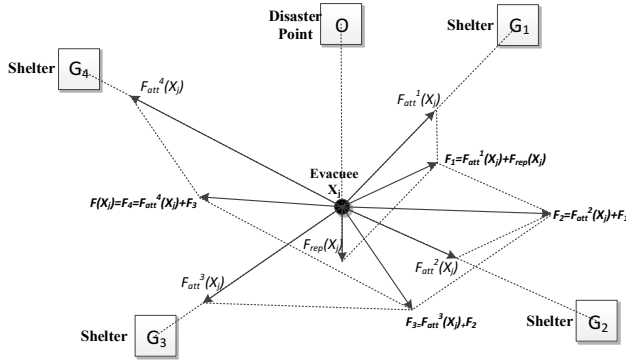 Disaster Point
O
Shelter G₁
Shelter G₄
Fatt⁴(Xj)
Fatt¹(Xj)
F₁=Fatt¹(Xj)+Frep(Xj)
Evacuee
Xj
F(Xj)=F₄=Fatt⁴(Xj)+F₃
F₂=Fatt²(Xj)+F₁
Frep(Xj)
Fatt²(Xj)
Fatt³(Xj)
F₃=Fatt³(Xj),F₂
Shelter G₂
Shelter G₃